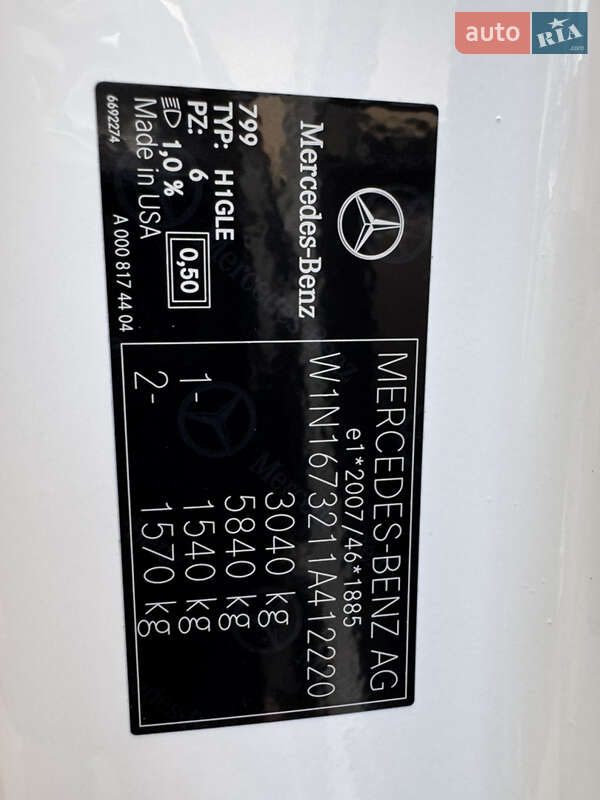 auto RIA .com
Mercedes-Benz
799
TYP: H1GLE
PZ: 6
1,0 %
0,50
Made in USA
6692274
A 000 817 44 04
MERCEDES-BENZ AG
e1*2007/46*1885
W1N1673211A412220
3040 kg
5840 kg
1- 1540 kg
2- 1570 kg